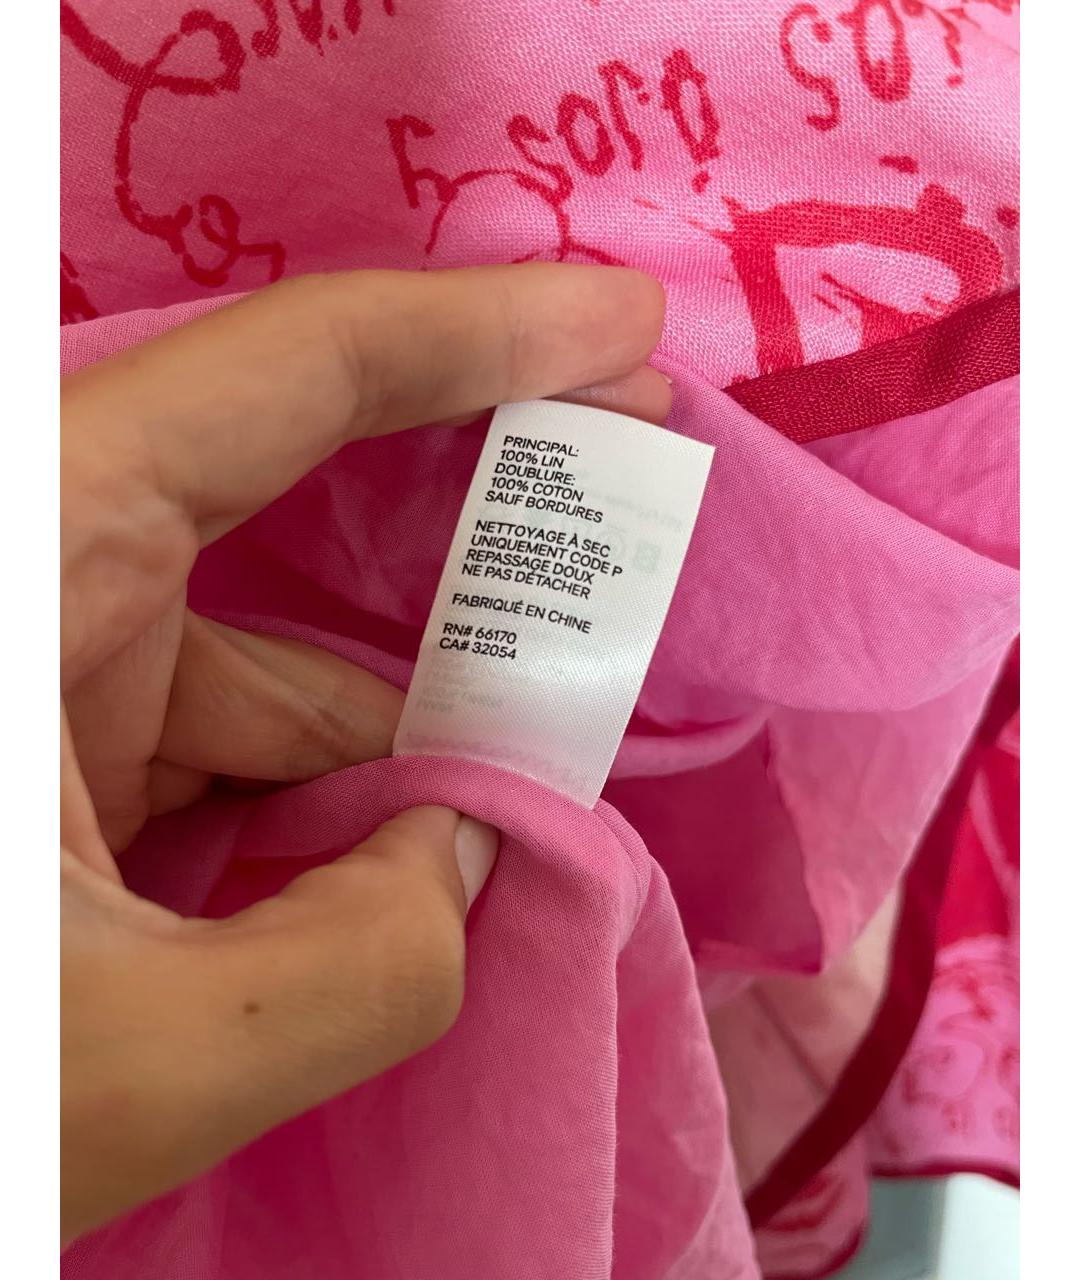 PRINCIPAL:
100% LIN
DOUBLURE:
100% COTON
SAUF BORDURES
NETTOYAGE À SEC
UNIQUEMENT CODE P
REPASSAGE DOUX
NE PAS DÉTACHER
FABRIQUÉ EN CHINE
RN# 66170
CA# 32054